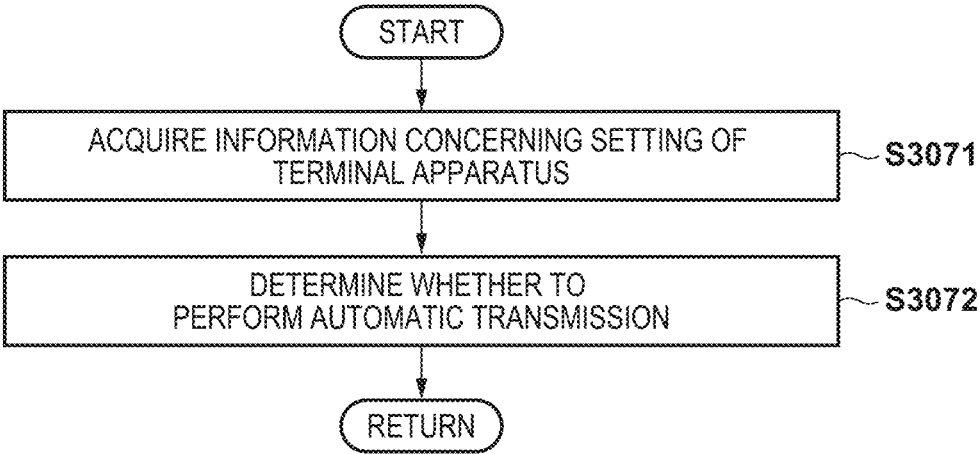 START
ACQUIRE INFORMATION CONCERNING SETTING OF
TERMINAL APPARATUS
S3071
DETERMINE WHETHER TO
PERFORM AUTOMATIC TRANSMISSION
S3072
RETURN